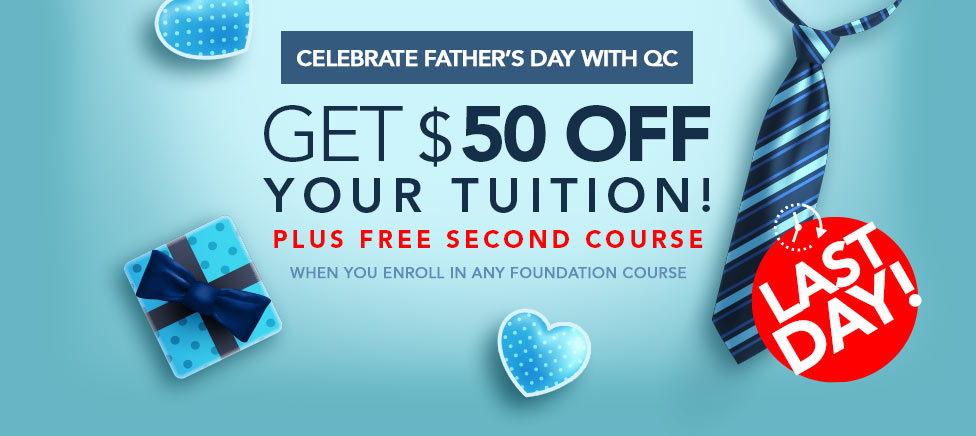 CELEBRATE FATHER'S DAY WITH QC
GET $50 OFF
YOUR TUITION!
PLUS FREE SECOND COURSE
WHEN YOU ENROLL IN ANY FOUNDATION COURSE
LAST
DAY!